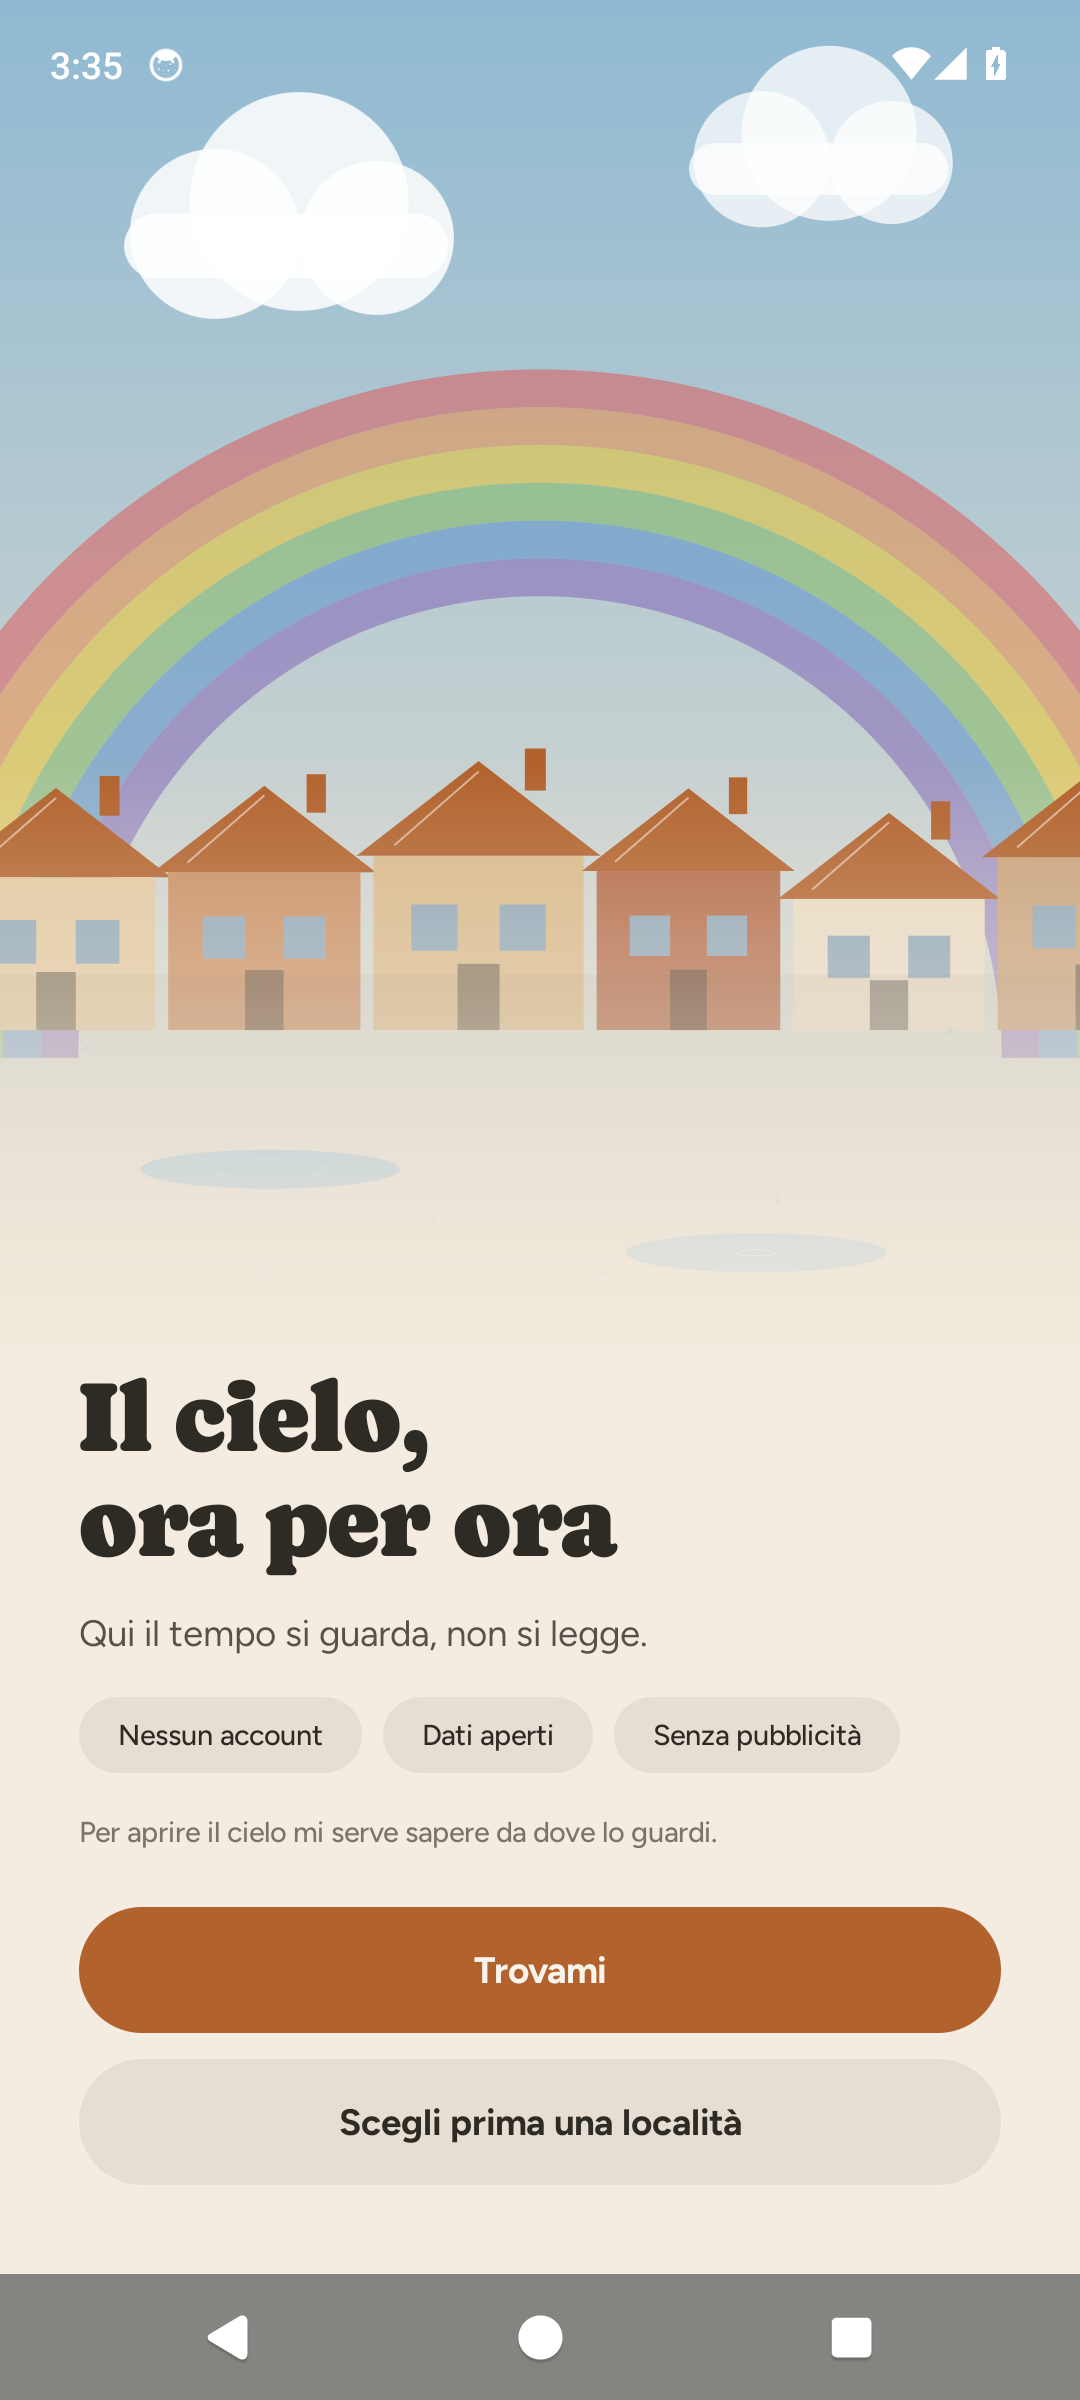 3:35
Il cielo,
ora per ora
Qui il tempo si guarda, non si legge.
Nessun account
Dati aperti
Senza pubblicità
Per aprire il cielo mi serve sapere da dove lo guardi.
Trovami
Scegli prima una località